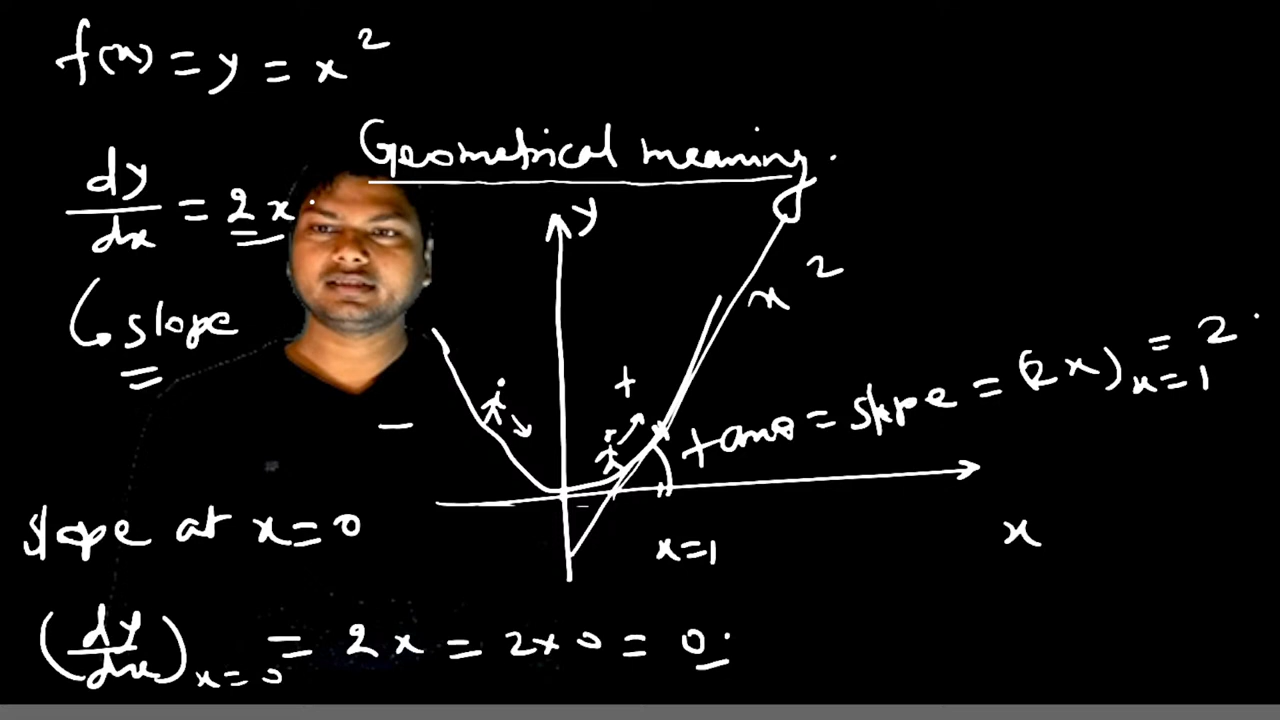 f(x) = y = x²
Geometrical meaning.
dy/dx = 2x
slope
y
x²
+
-
tanθ = slope = (2x)x=1 = 2
x=1
x
slope at x=0
(dy/dx)x=0 = 2x = 2×0 = 0